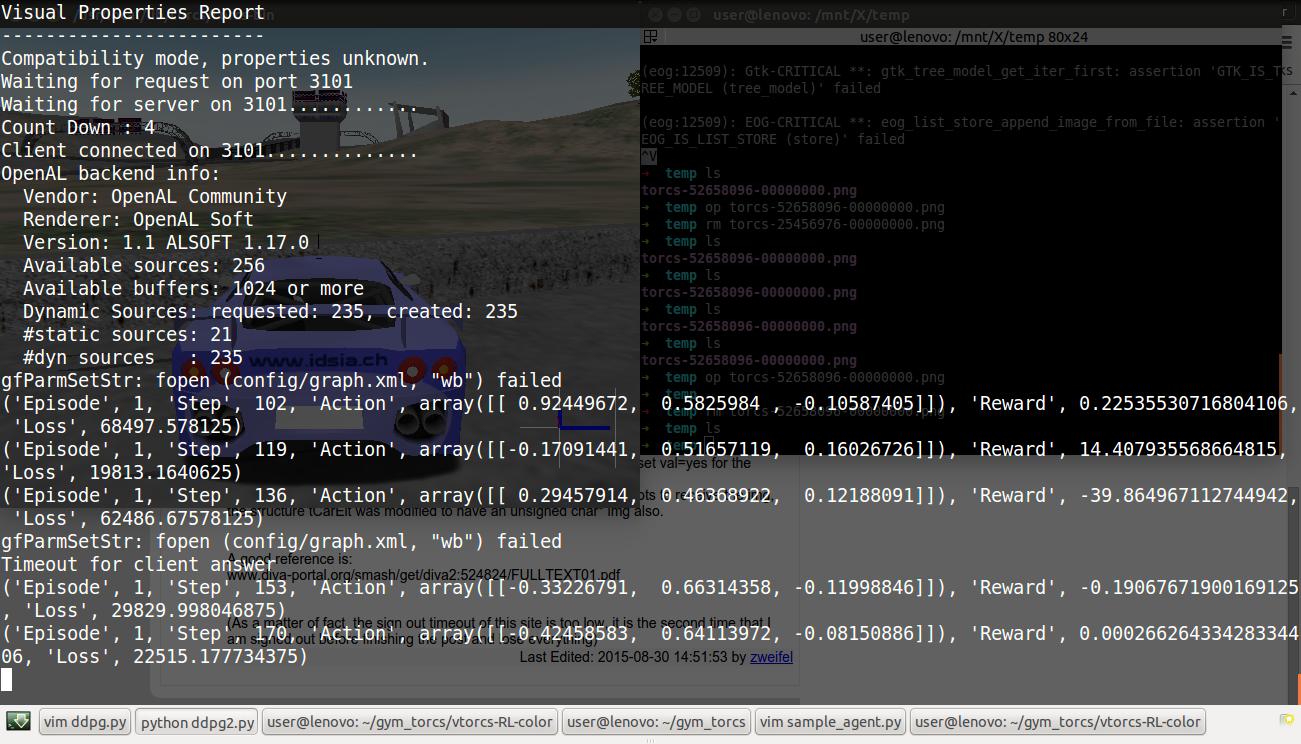 Visual Properties Report
------------------------
Compatibility mode, properties unknown.
Waiting for request on port 3101
Waiting for server on 3101............
Count Down : 4
Client connected on 3101..............
OpenAL backend info:
  Vendor: OpenAL Community
  Renderer: OpenAL Soft
  Version: 1.1 ALSOFT 1.17.0
  Available sources: 256
  Available buffers: 1024 or more
  Dynamic Sources: requested: 235, created: 235
  #static sources: 21
  #dyn sources   : 235
gfParmSetStr: fopen (config/graph.xml, "wb") failed
('Episode', 1, 'Step', 102, 'Action', array([[ 0.92449672,  0.5825984 , -0.10587405]]), 'Reward', 0.22535530716804106,
 'Loss', 68497.578125)
('Episode', 1, 'Step', 119, 'Action', array([[-0.17091441,  0.51657119,  0.16026726]]), 'Reward', 14.407935568664815,
'Loss', 19813.1640625)
('Episode', 1, 'Step', 136, 'Action', array([[ 0.29457914,  0.46368922,  0.12188091]]), 'Reward', -39.864967112744942,
 'Loss', 62486.67578125)
gfParmSetStr: fopen (config/graph.xml, "wb") failed
Timeout for client answer
('Episode', 1, 'Step', 153, 'Action', array([[-0.33226791,  0.66314358, -0.11998846]]), 'Reward', -0.19067671900169125
, 'Loss', 29829.998046875)
('Episode', 1, 'Step', 170, 'Action', array([[-0.42458583,  0.64113972, -0.08150886]]), 'Reward', 0.000266264334283344
06, 'Loss', 22515.177734375)
user@lenovo: /mnt/X/temp
user@lenovo: /mnt/X/temp 80x24
(eog:12509): Gtk-CRITICAL **: gtk_tree_model_get_iter_first: assertion 'GTK_IS_T
REE_MODEL (tree_model)' failed
(eog:12509): EOG-CRITICAL **: eog_list_store_append_image_from_file: assertion '
EOG_IS_LIST_STORE (store)' failed
^V
→  temp ls
torcs-52658096-00000000.png
→  temp op torcs-52658096-00000000.png
→  temp rm torcs-25456976-00000000.png
→  temp ls
torcs-52658096-00000000.png
→  temp ls
torcs-52658096-00000000.png
→  temp ls
torcs-52658096-00000000.png
→  temp ls
torcs-52658096-00000000.png
→  temp op torcs-52658096-00000000.png
→  temp
→  temp rm torcs-52658096-00000000.png
→  temp ls
→  temp
www.idsia.ch
set val=yes for the
the structure tCarElt was modified to have an unsigned char* img also.
A good reference is:
www.diva-portal.org/smash/get/diva2:524824/FULLTEXT01.pdf
(As a matter of fact, the sign out timeout of this site is too low, it is the second time that I
am signed out before finishing the post and lose everything)
Last Edited: 2015-08-30 14:51:53 by zweifel
vim ddpg.py
python ddpg2.py
user@lenovo: ~/gym_torcs/vtorcs-RL-color
user@lenovo: ~/gym_torcs
vim sample_agent.py
user@lenovo: ~/gym_torcs/vtorcs-RL-color